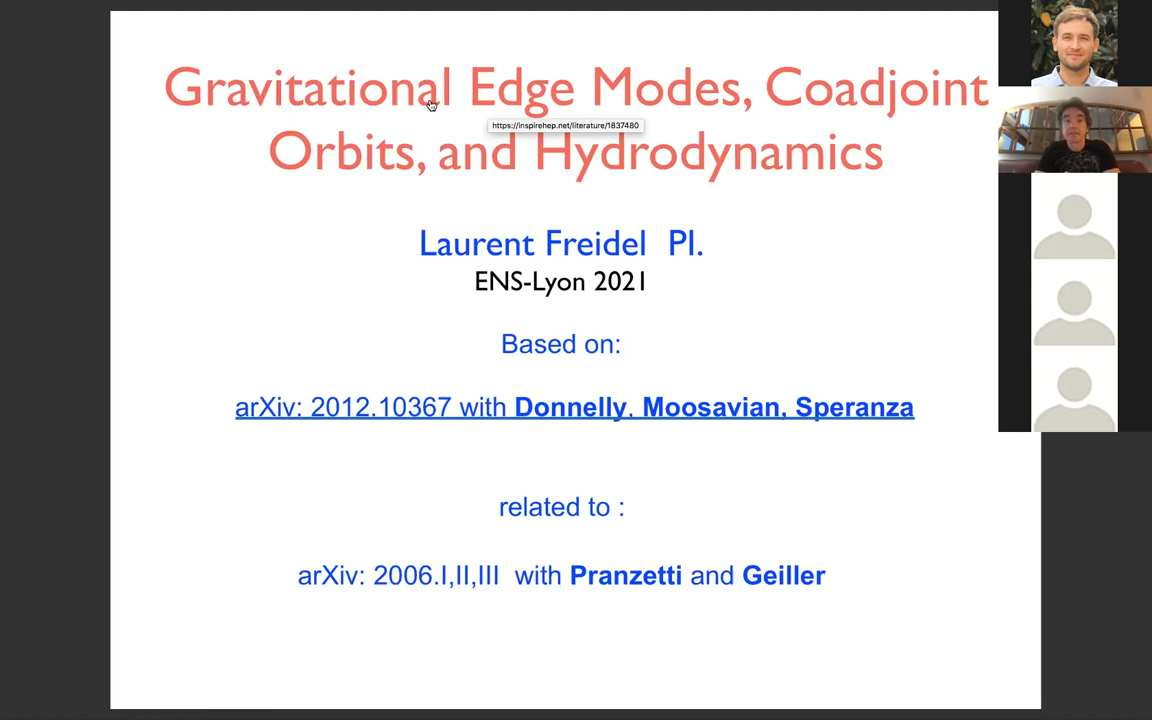 Gravitational Edge Modes, Coadjoint
https://inspirehep.net/literature/1837480
Orbits, and Hydrodynamics
Laurent Freidel PI.
ENS-Lyon 2021
Based on:
arXiv: 2012.10367 with Donnelly, Moosavian, Speranza
related to :
arXiv: 2006.I,II,III with Pranzetti and Geiller